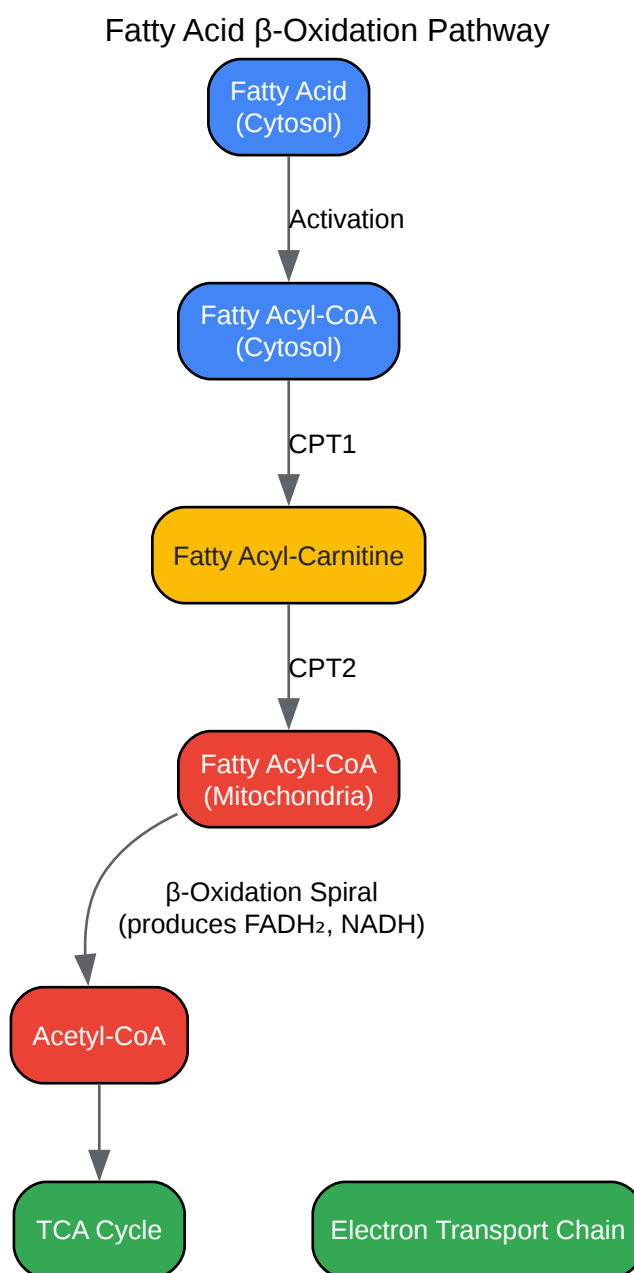 Fatty Acid β-Oxidation Pathway
Fatty Acid
(Cytosol)
Activation
Fatty Acyl-CoA
(Cytosol)
CPT1
Fatty Acyl-Carnitine
CPT2
Fatty Acyl-CoA
(Mitochondria)
β-Oxidation Spiral
(produces FADH₂, NADH)
Acetyl-CoA
TCA Cycle
Electron Transport Chain